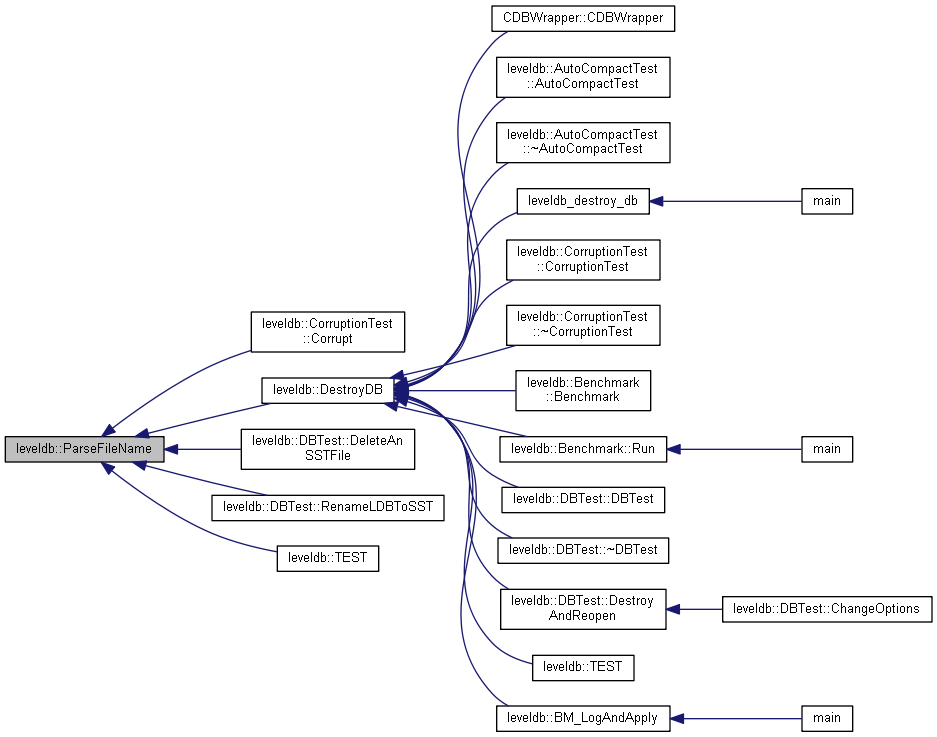 CDBWrapper::CDBWrapper
leveldb::AutoCompactTest
::AutoCompactTest
leveldb::AutoCompactTest
::~AutoCompactTest
leveldb_destroy_db
main
leveldb::CorruptionTest
::CorruptionTest
leveldb::CorruptionTest
::Corrupt
leveldb::CorruptionTest
::~CorruptionTest
leveldb::DestroyDB
leveldb::Benchmark
::Benchmark
leveldb::ParseFileName
leveldb::DBTest::DeleteAn
SSTFile
leveldb::Benchmark::Run
main
leveldb::DBTest::RenameLDBToSST
leveldb::DBTest::DBTest
leveldb::TEST
leveldb::DBTest::~DBTest
leveldb::DBTest::Destroy
AndReopen
leveldb::DBTest::ChangeOptions
leveldb::TEST
leveldb::BM_LogAndApply
main